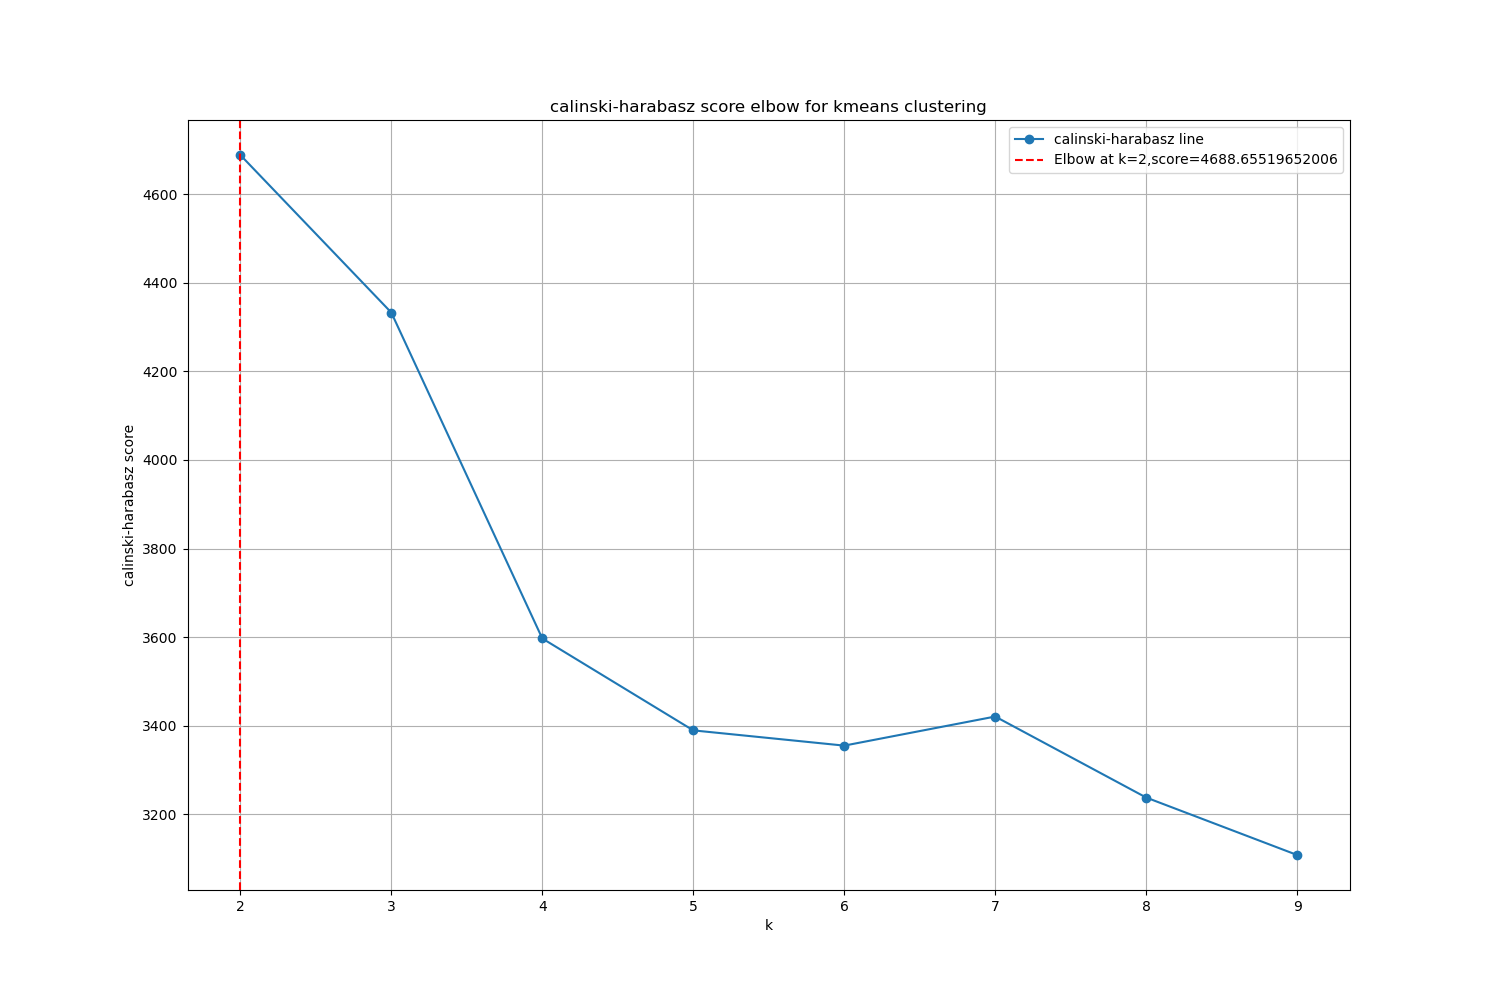 calinski-harabasz score elbow for kmeans clustering
calinski-harabasz line
Elbow at k=2,score=4688.65519652006
4600
4400
4200
4000
3800
3600
3400
3200
calinski-harabasz score
2 3 4 5 6 7 8 9
k